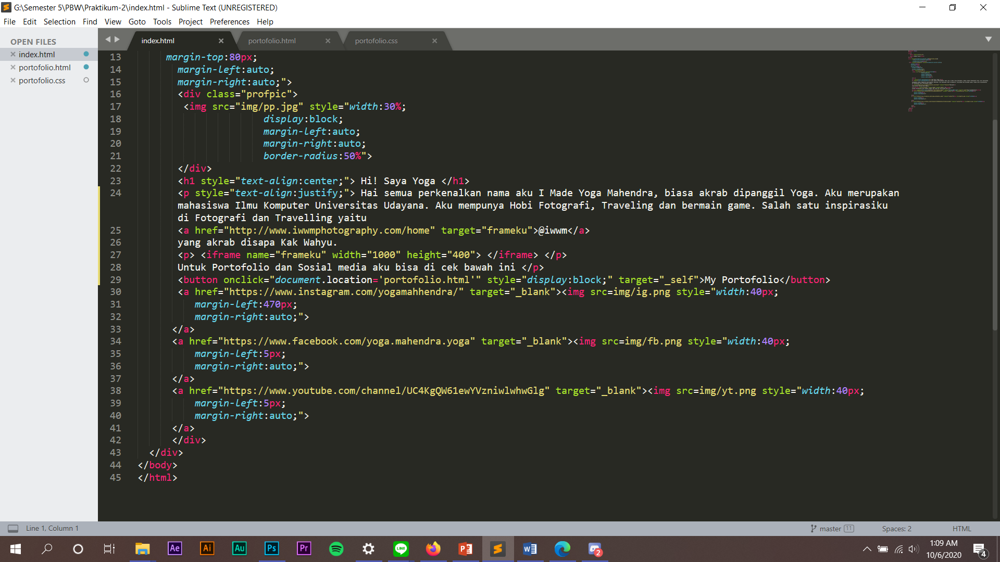 G:\Semester 5\PBW\Praktikum-2\index.html - Sublime Text (UNREGISTERED)
File Edit Selection Find View Goto Tools Project Preferences Help
OPEN FILES
index.html
portofolio.html
portofolio.css
index.html portofolio.html portofolio.css
13 margin-top:80px;
14 margin-left:auto;
15 margin-right:auto;">
16 <div class="profpic">
17 <img src="img/pp.jpg" style="width:30%;
18 display:block;
19 margin-left:auto;
20 margin-right:auto;
21 border-radius:50%">
22 </div>
23 <h1 style="text-align:center;"> Hi! Saya Yoga </h1>
24 <p style="text-align:justify;"> Hai semua perkenalkan nama aku I Made Yoga Mahendra, biasa akrab dipanggil Yoga. Aku merupakan
mahasiswa Ilmu Komputer Universitas Udayana. Aku mempunya Hobi Fotografi, Traveling dan bermain game. Salah satu inspirasiku
di Fotografi dan Travelling yaitu
25 <a href="http://www.iwwmphotography.com/home" target="frameku">@iwwm</a>
26 yang akrab disapa Kak Wahyu.
27 <p> <iframe name="frameku" width="1000" height="400"> </iframe> </p>
28 Untuk Portofolio dan Sosial media aku bisa di cek bawah ini </p>
29 <button onclick="document.location='portofolio.html'" style="display:block;" target="_self">My Portofolio</button>
30 <a href="https://www.instagram.com/yogamahhendra/" target="_blank"><img src=img/ig.png style="width:40px;
31 margin-left:470px;
32 margin-right:auto;">
33 </a>
34 <a href="https://www.facebook.com/yoga.mahendra.yoga" target="_blank"><img src=img/fb.png style="width:40px;
35 margin-left:5px;
36 margin-right:auto;">
37 </a>
38 <a href="https://www.youtube.com/channel/UC4KgQW61ewYVzniwlwhwGlg" target="_blank"><img src=img/yt.png style="width:40px;
39 margin-left:5px;
40 margin-right:auto;">
41 </a>
42 </div>
43 </div>
44 </body>
45 </html>
Line 1, Column 1 master 11 Spaces: 2 HTML
Ae Ai Au Ps Pr LINE P W 2
1:09 AM
10/6/2020
4